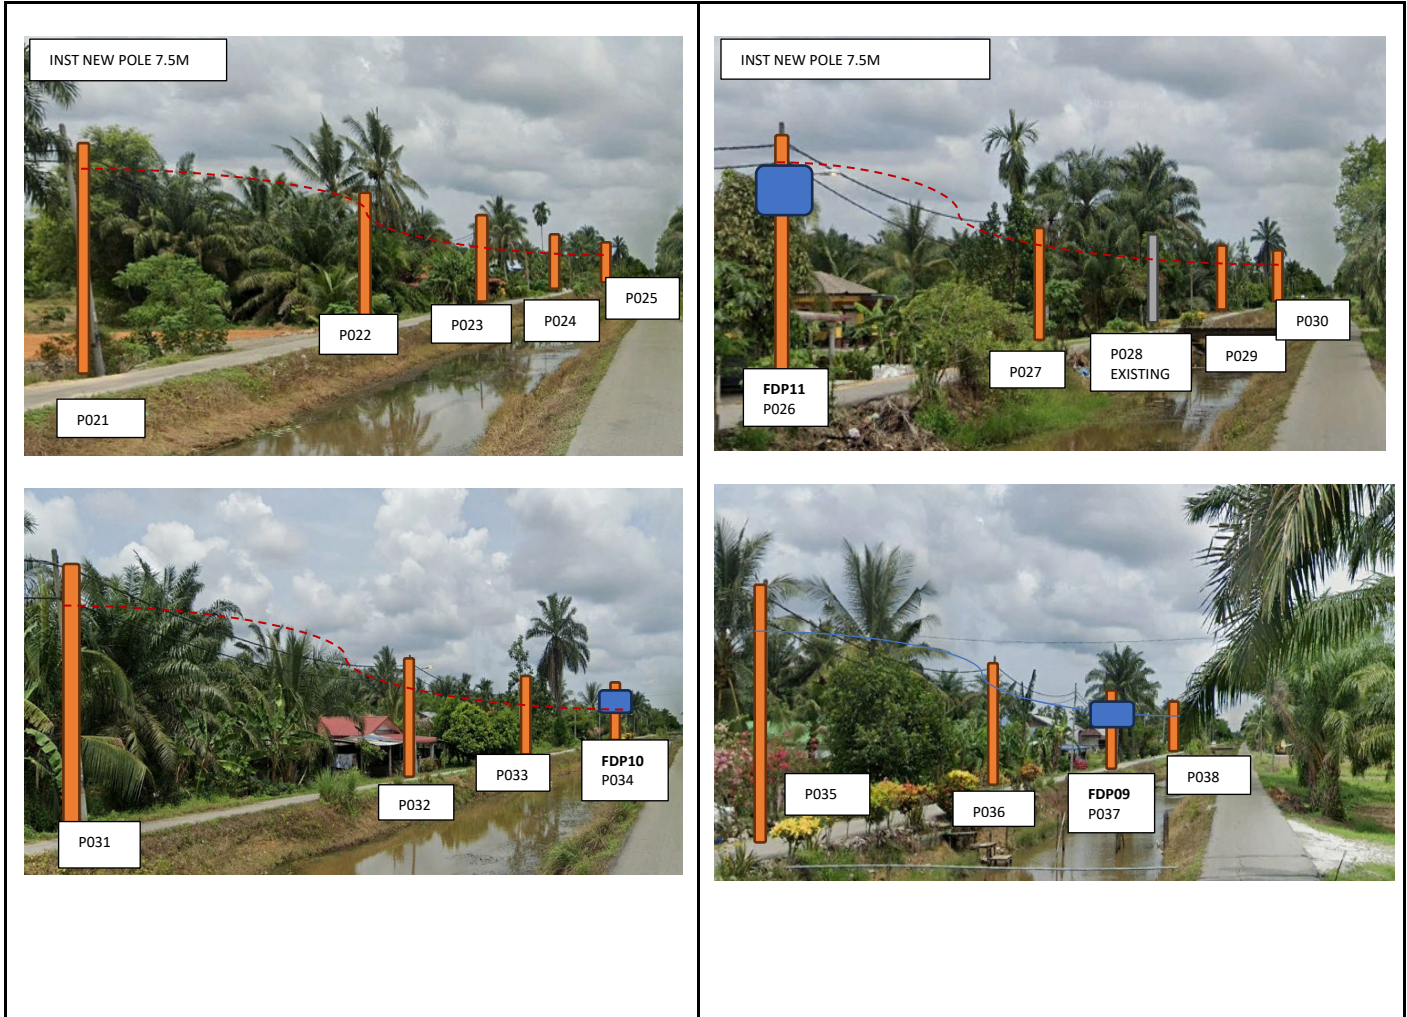 INST NEW POLE 7.5M
P021
P022
P023
P024
P025
INST NEW POLE 7.5M
FDP11
P026
P027
P028
EXISTING
P029
P030
P031
P032
P033
FDP10
P034
P035
P036
FDP09
P037
P038